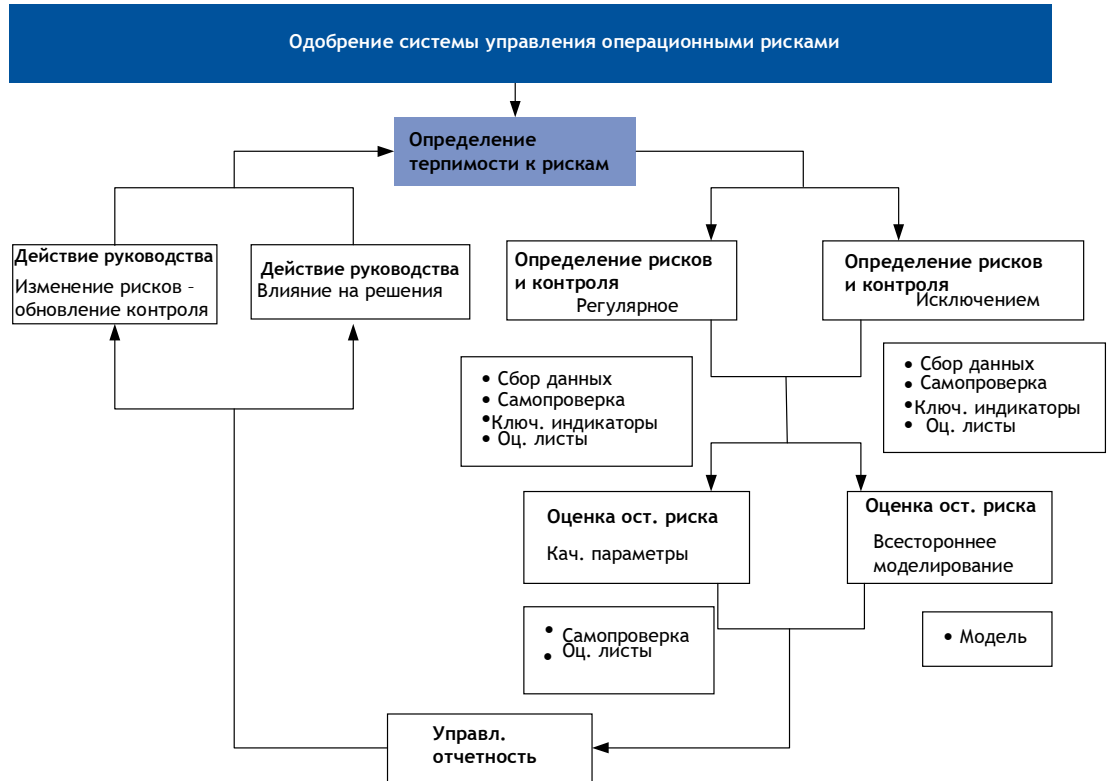 Одобрение системы управления операционными рисками
Определение
терпимости к рискам
Действие руководства
Изменение рисков –
обновление контроля
Действие руководства
Влияние на решения
Определение рисков
и контроля
Регулярное
Определение рисков
и контроля
Исключением
• Сбор данных
• Самопроверка
• Ключ. индикаторы
• Оц. листы
• Сбор данных
• Самопроверка
• Ключ. индикаторы
• Оц. листы
Оценка ост. риска
Кач. параметры
Оценка ост. риска
Всестороннее
моделирование
• Самопроверка
• Оц. листы
• Модель
Управл.
отчетность